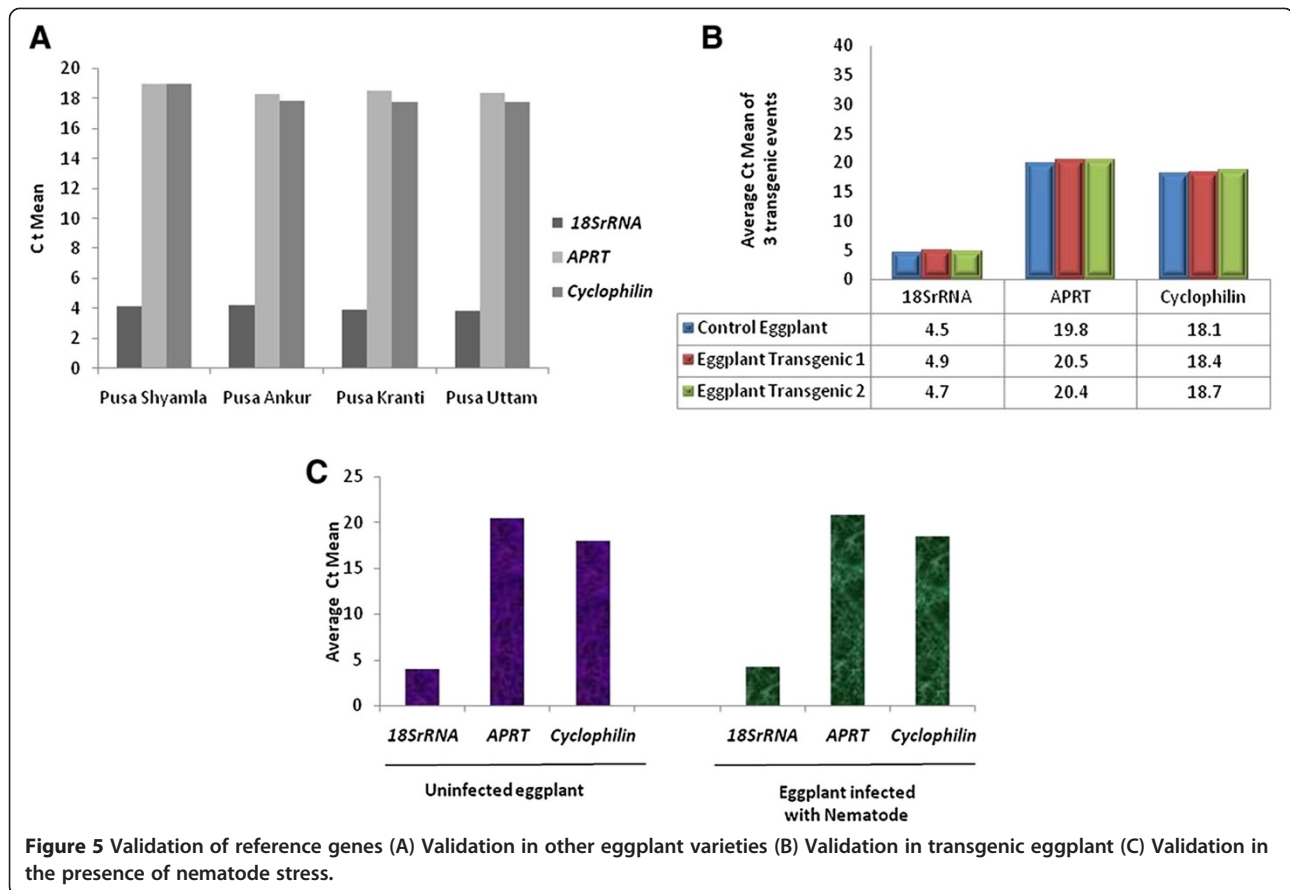 A
20
18
16
14
12
10
8
6
4
2
0
Ct Mean
Pusa Shyamla Pusa Ankur Pusa Kranti Pusa Uttam
18SrRNA
APRT
Cyclophilin
B
40
35
30
25
20
15
10
5
0
Average Ct Mean of
3 transgenic events
18SrRNA APRT Cyclophilin
Control Eggplant 4.5 19.8 18.1
Eggplant Transgenic 1 4.9 20.5 18.4
Eggplant Transgenic 2 4.7 20.4 18.7
C
25
20
15
10
5
0
Average Ct Mean
18SrRNA APRT Cyclophilin 18SrRNA APRT Cyclophilin
Uninfected eggplant
Eggplant infected
with Nematode
Figure 5 Validation of reference genes (A) Validation in other eggplant varieties (B) Validation in transgenic eggplant (C) Validation in
the presence of nematode stress.